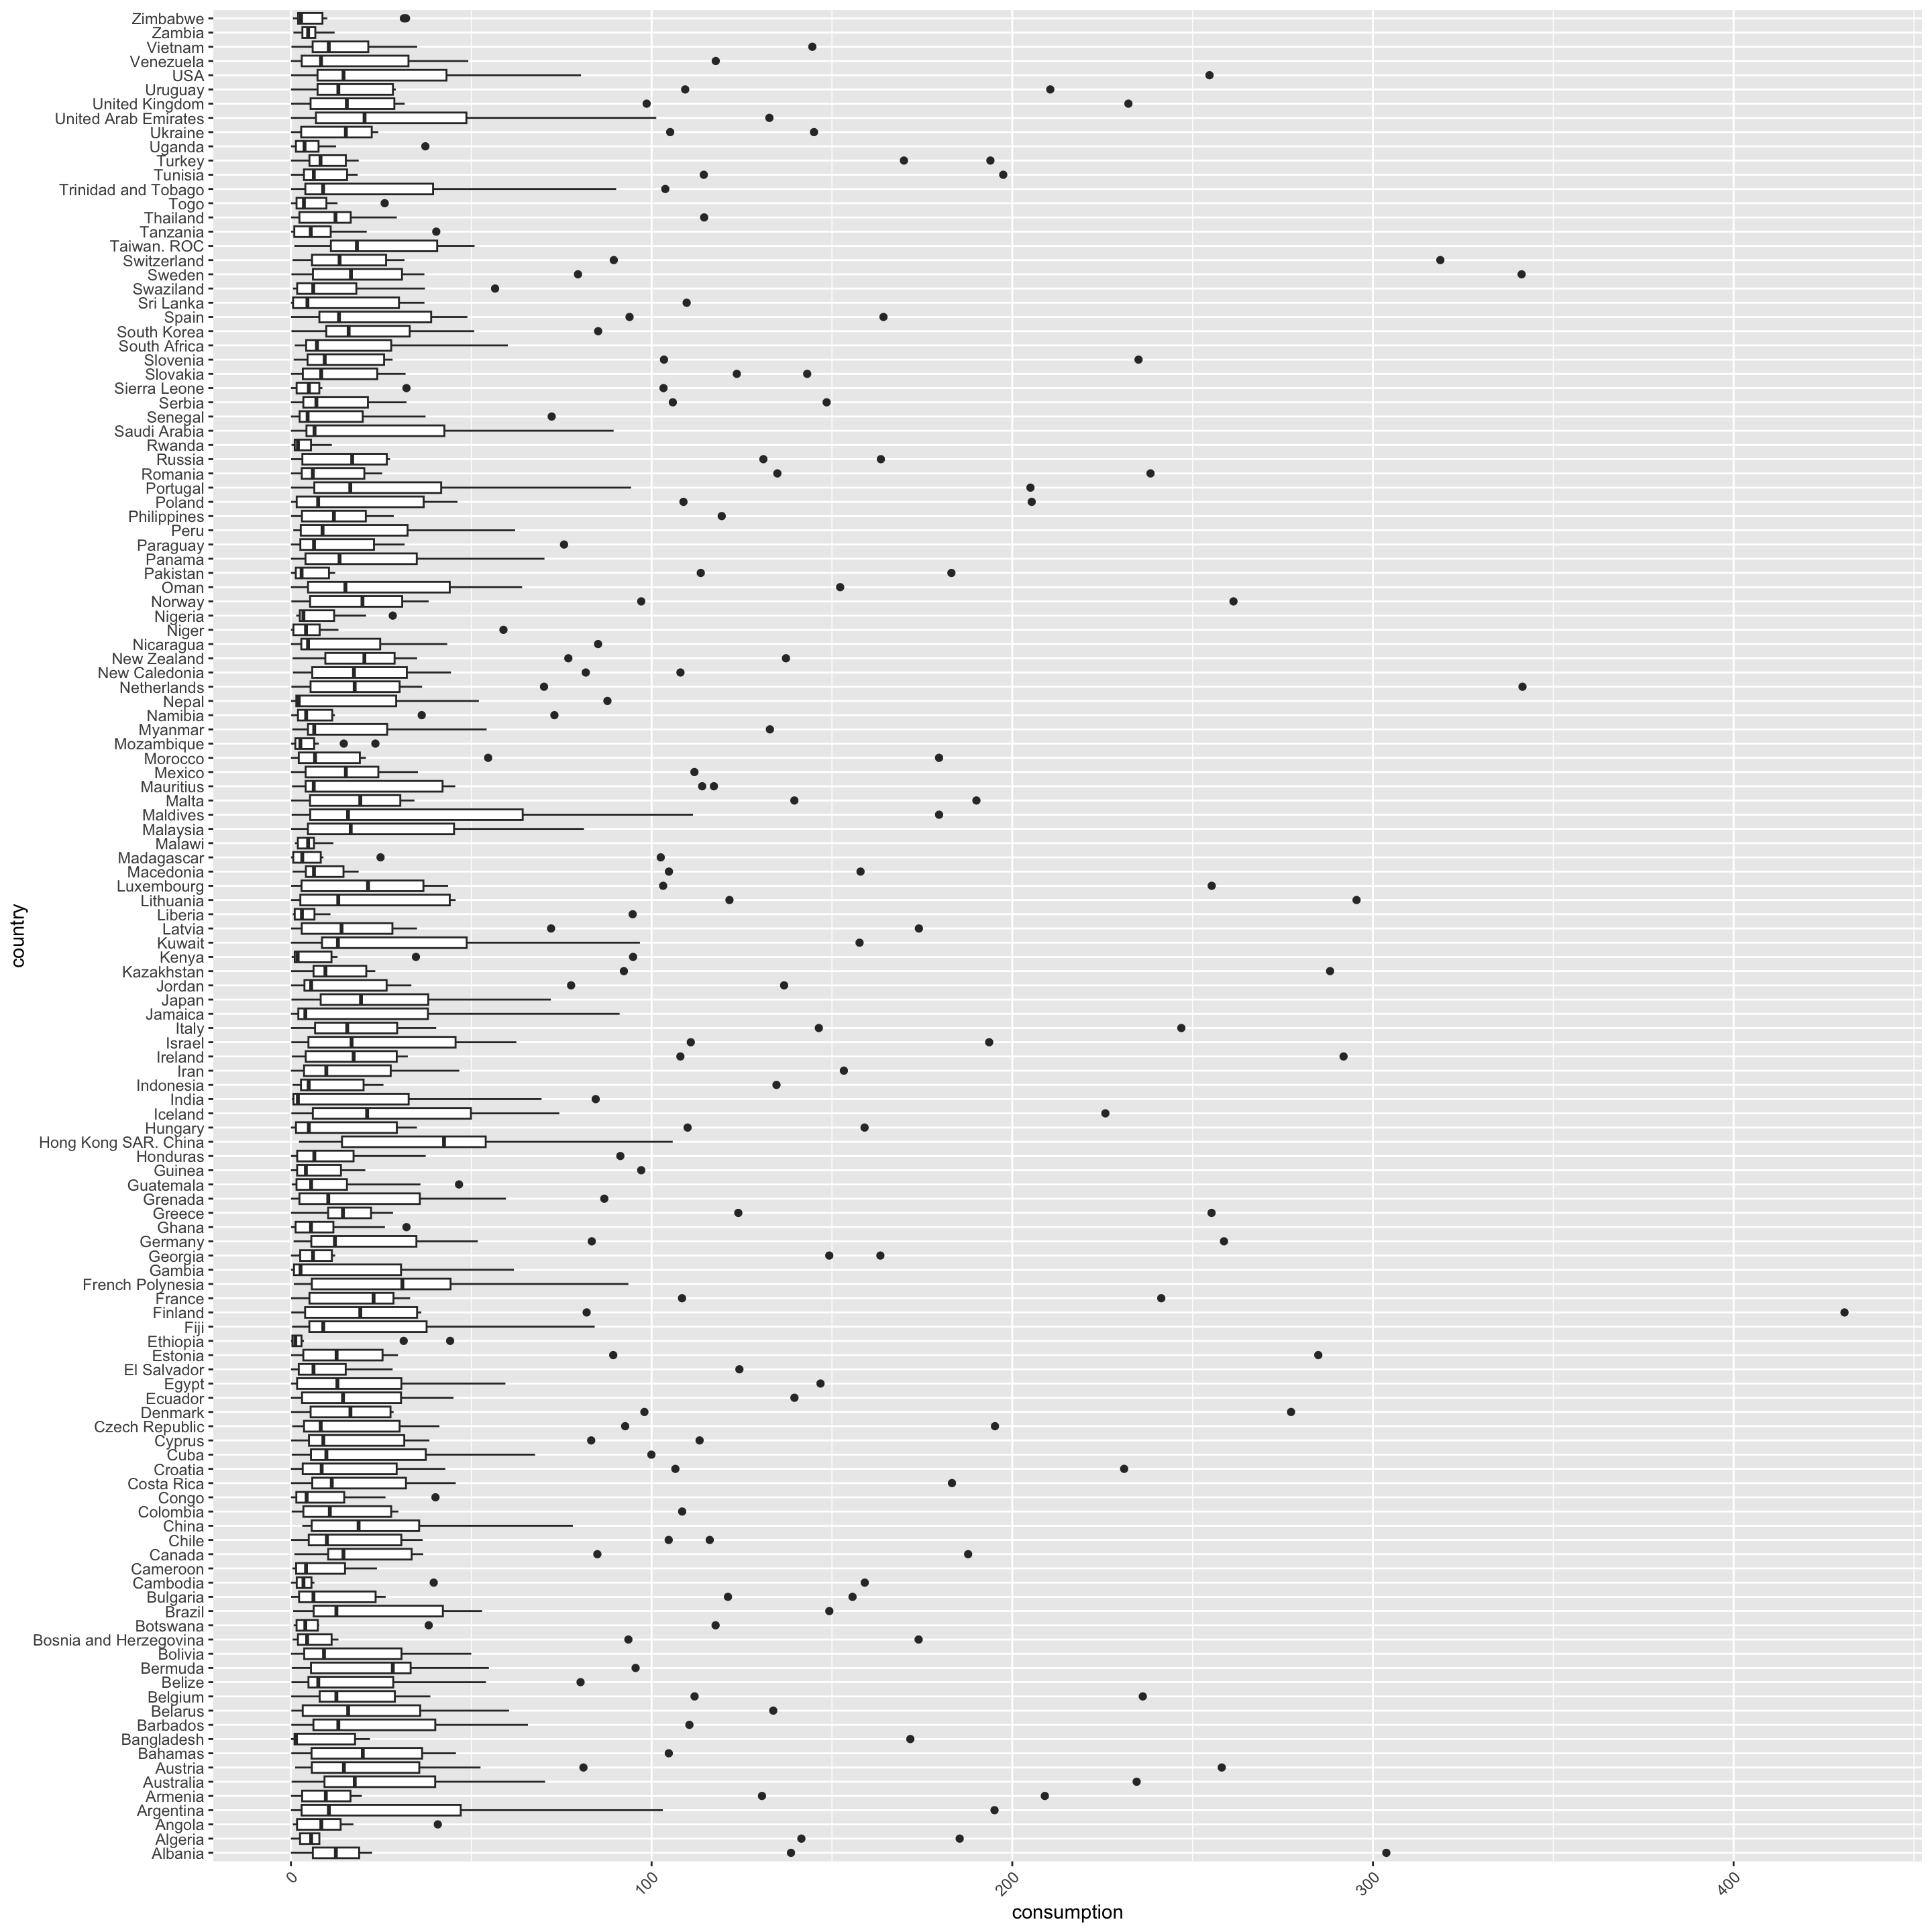 Zimbabwe
Zambia
Vietnam
Venezuela
USA
Uruguay
United Kingdom
United Arab Emirates
Ukraine
Uganda
Turkey
Tunisia
Trinidad and Tobago
Togo
Thailand
Tanzania
Taiwan. ROC
Switzerland
Sweden
Swaziland
Sri Lanka
Spain
South Korea
South Africa
Slovenia
Slovakia
Sierra Leone
Serbia
Senegal
Saudi Arabia
Rwanda
Russia
Romania
Portugal
Poland
Philippines
Peru
Paraguay
Panama
Pakistan
Oman
Norway
Nigeria
Niger
Nicaragua
New Zealand
New Caledonia
Netherlands
Nepal
Namibia
Myanmar
Mozambique
Morocco
Mexico
Mauritius
Malta
Maldives
Malaysia
Malawi
Madagascar
Macedonia
Luxembourg
Lithuania
Liberia
Latvia
Kuwait
Kenya
Kazakhstan
Jordan
Japan
Jamaica
Italy
Israel
Ireland
Iran
Indonesia
India
Iceland
Hungary
Hong Kong SAR. China
Honduras
Guinea
Guatemala
Grenada
Greece
Ghana
Germany
Georgia
Gambia
French Polynesia
France
Finland
Fiji
Ethiopia
Estonia
El Salvador
Egypt
Ecuador
Denmark
Czech Republic
Cyprus
Cuba
Croatia
Costa Rica
Congo
Colombia
China
Chile
Canada
Cameroon
Cambodia
Bulgaria
Brazil
Botswana
Bosnia and Herzegovina
Bolivia
Bermuda
Belize
Belgium
Belarus
Barbados
Bangladesh
Bahamas
Austria
Australia
Armenia
Argentina
Angola
Algeria
Albania
country
0 100 200 300 400
consumption